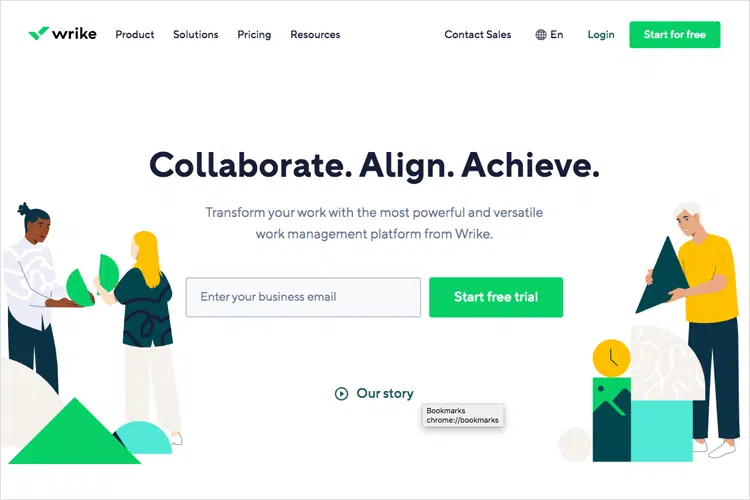 wrike
Product
Solutions
Pricing
Resources
Contact Sales
En
Login
Start for free
Collaborate. Align. Achieve.
Transform your work with the most powerful and versatile
work management platform from Wrike.
Enter your business email
Start free trial
Our story
Bookmarks
chrome://bookmarks